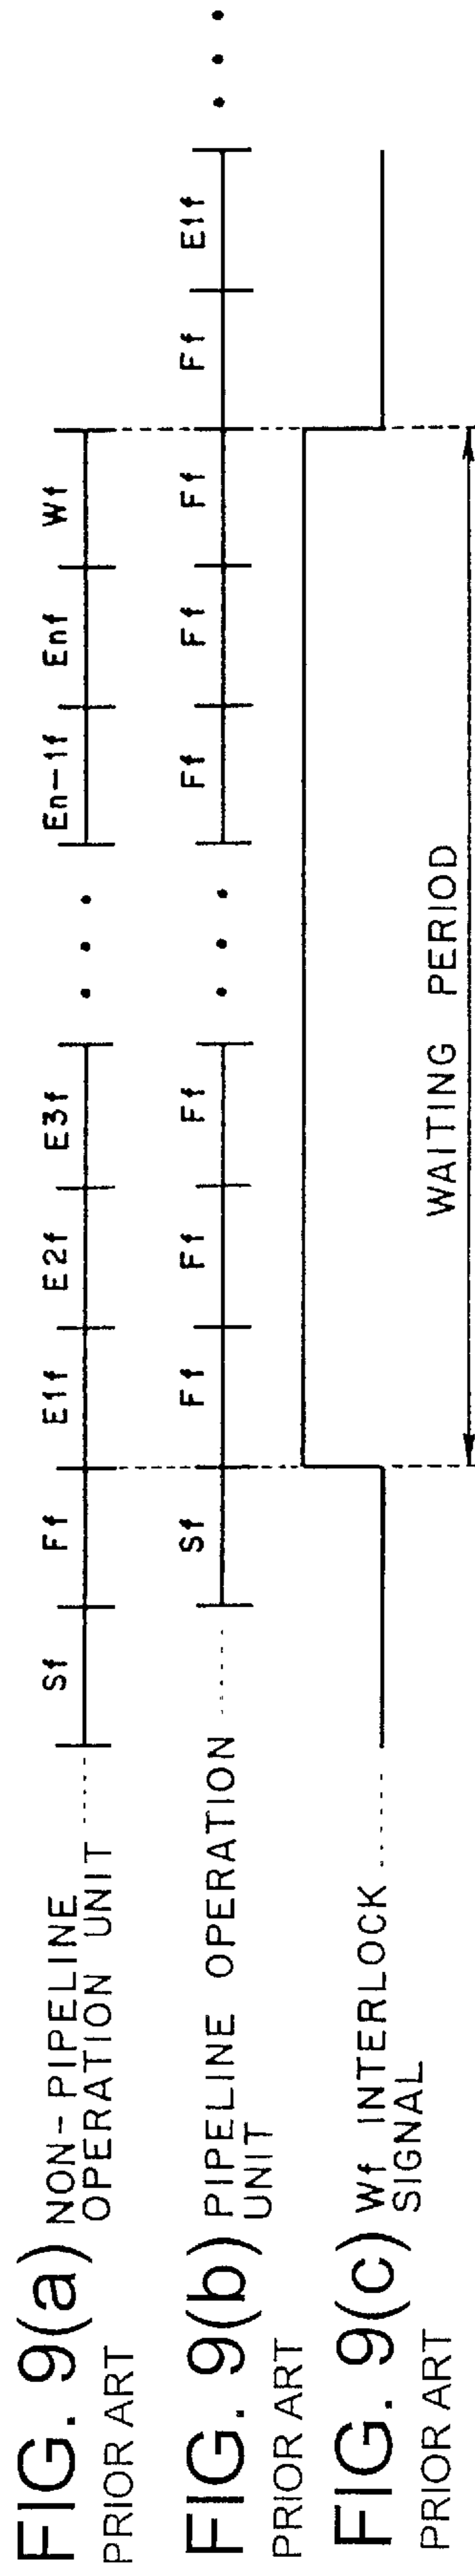 FIG. 9(a) NON-PIPELINE
OPERATION UNIT
PRIOR ART
Sf Ff E1f E2f E3f • • • En-1f Enf Wf
FIG. 9(b) PIPELINE OPERATION
UNIT
PRIOR ART
Sf Ff Ff Ff • • • Ff Ff Ff Ff E1f • • •
FIG. 9(c) Wf INTERLOCK
SIGNAL
PRIOR ART
WAITING PERIOD